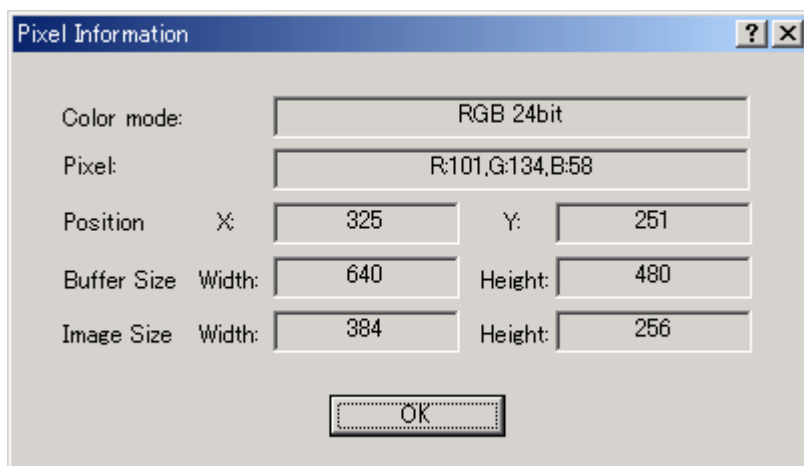 Pixel Information
Color mode: RGB 24bit
Pixel: R:101,G:134,B:58
Position X: 325 Y: 251
Buffer Size Width: 640 Height: 480
Image Size Width: 384 Height: 256
OK